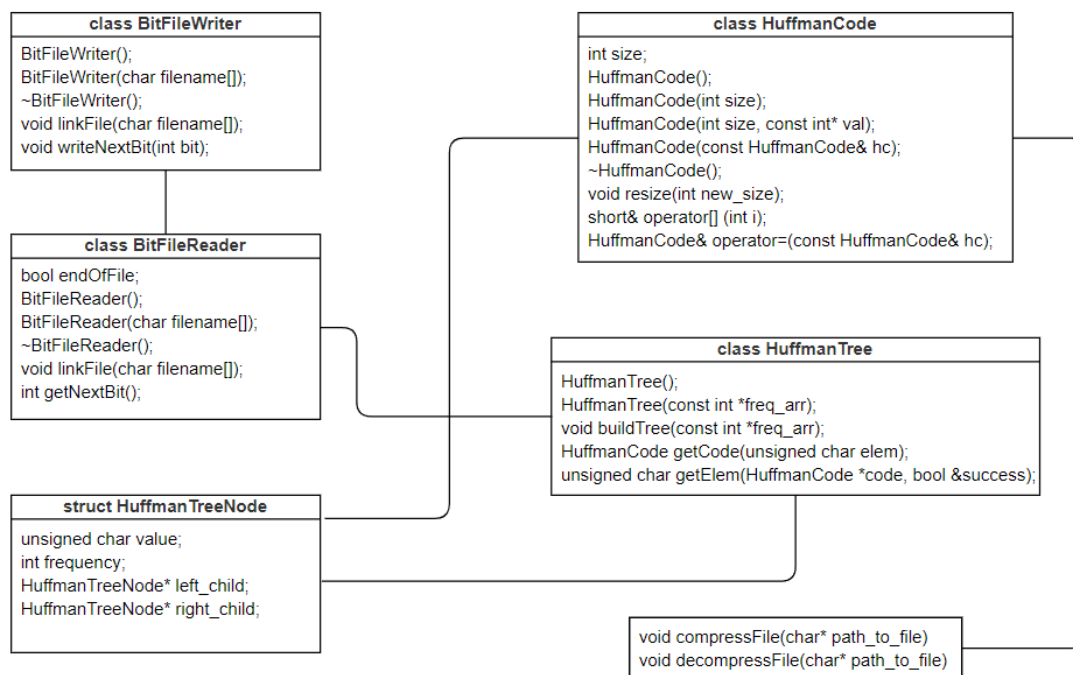 class BitFileWriter
BitFileWriter();
BitFileWriter(char filename[]);
~BitFileWriter();
void linkFile(char filename[]);
void writeNextBit(int bit);
class HuffmanCode
int size;
HuffmanCode();
HuffmanCode(int size);
HuffmanCode(int size, const int* val);
HuffmanCode(const HuffmanCode& hc);
~HuffmanCode();
void resize(int new_size);
short& operator[] (int i);
HuffmanCode& operator=(const HuffmanCode& hc);
class BitFileReader
bool endOfFile;
BitFileReader();
BitFileReader(char filename[]);
~BitFileReader();
void linkFile(char filename[]);
int getNextBit();
class HuffmanTree
HuffmanTree();
HuffmanTree(const int *freq_arr);
void buildTree(const int *freq_arr);
HuffmanCode getCode(unsigned char elem);
unsigned char getElem(HuffmanCode *code, bool &success);
struct HuffmanTreeNode
unsigned char value;
int frequency;
HuffmanTreeNode* left_child;
HuffmanTreeNode* right_child;
void compressFile(char* path_to_file)
void decompressFile(char* path_to_file)